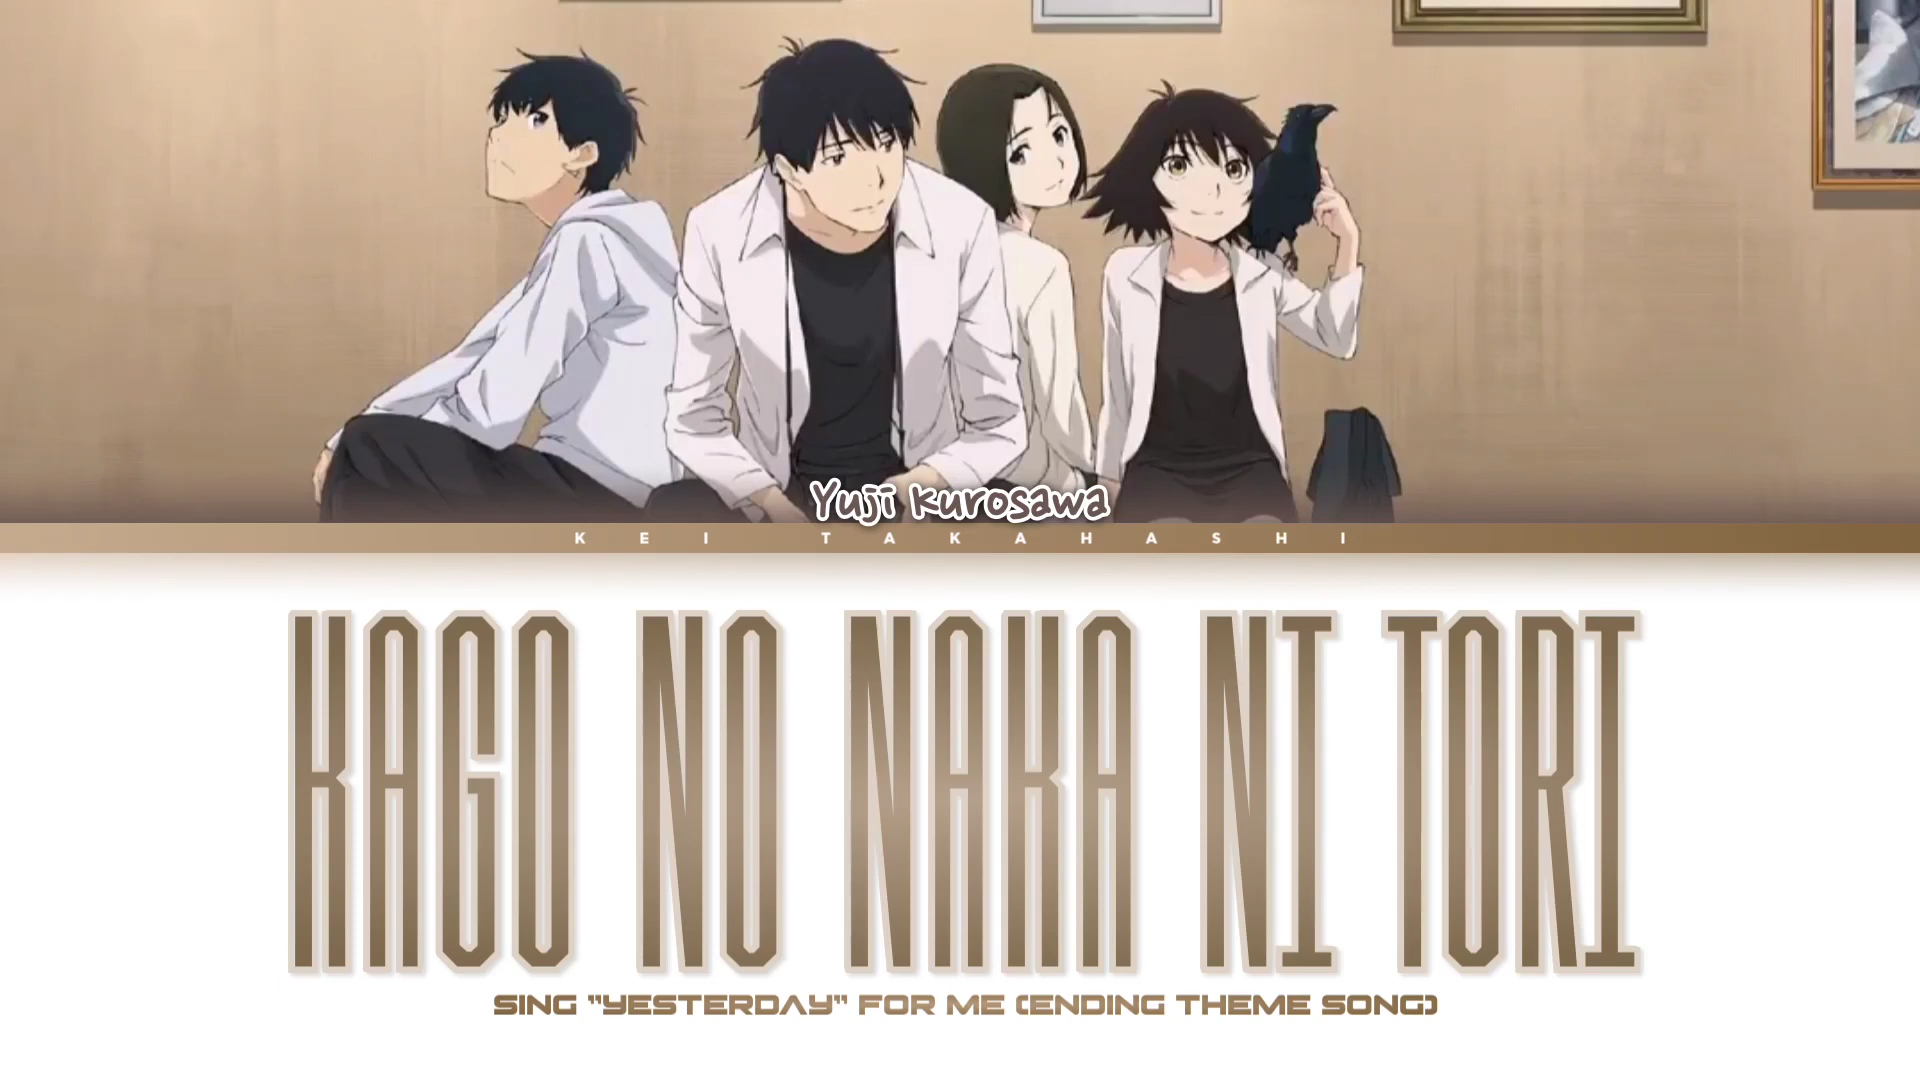 Yuji Kurosawa
KEI TAKAHASHI
KAGO NO NAKA NI TORI
SING "YESTERDAY" FOR ME (ENDING THEME SONG)